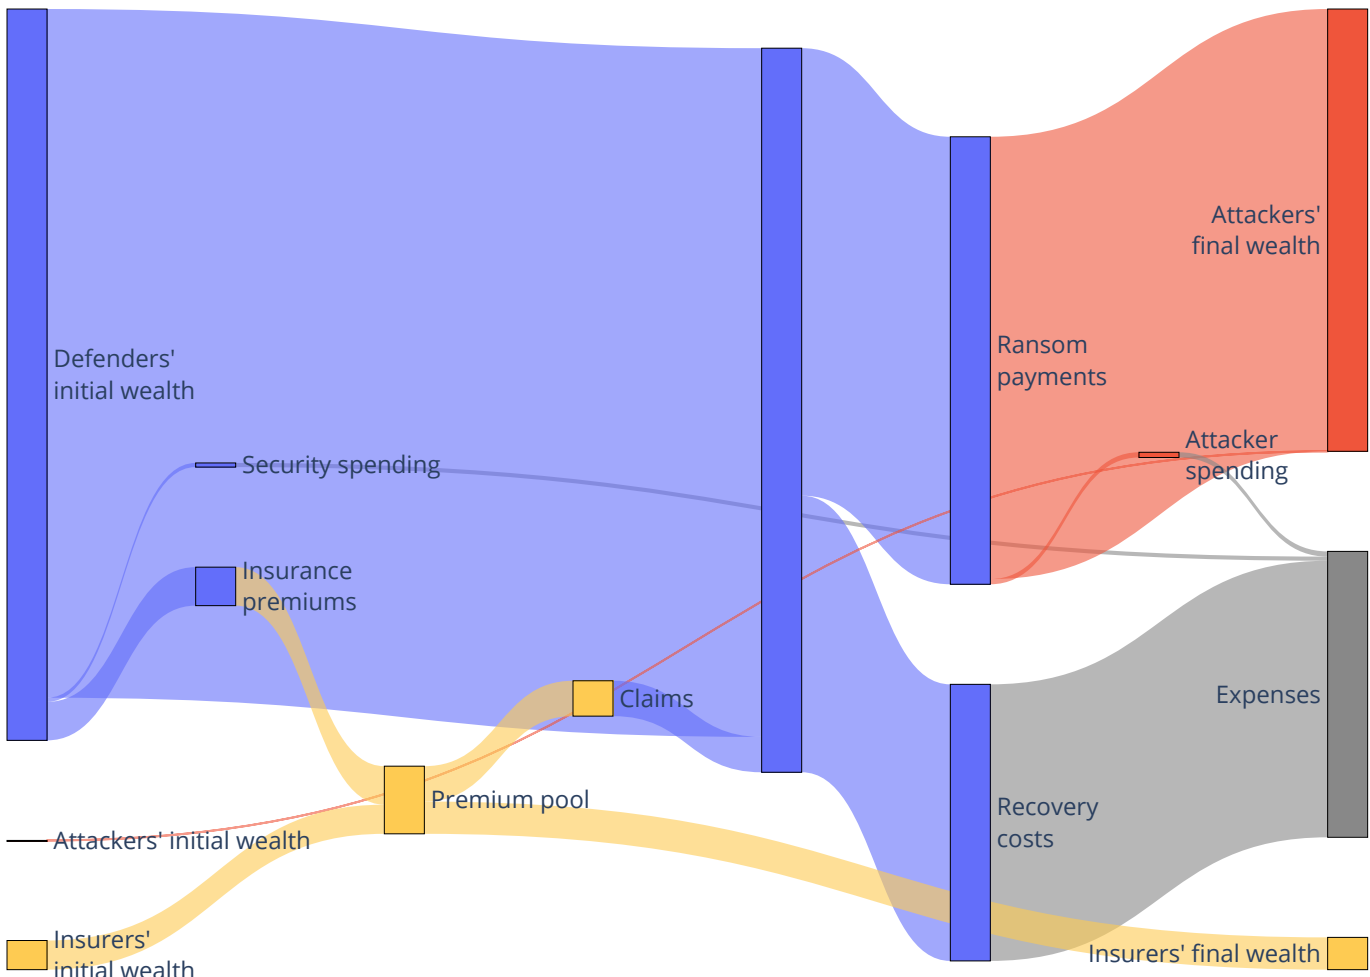 Attackers'
final wealth
Defenders'
initial wealth
Ransom
payments
Attacker
spending
Security spending
Insurance
premiums
Claims
Expenses
Premium pool
Recovery
costs
Attackers' initial wealth
Insurers'
initial wealth
Insurers' final wealth